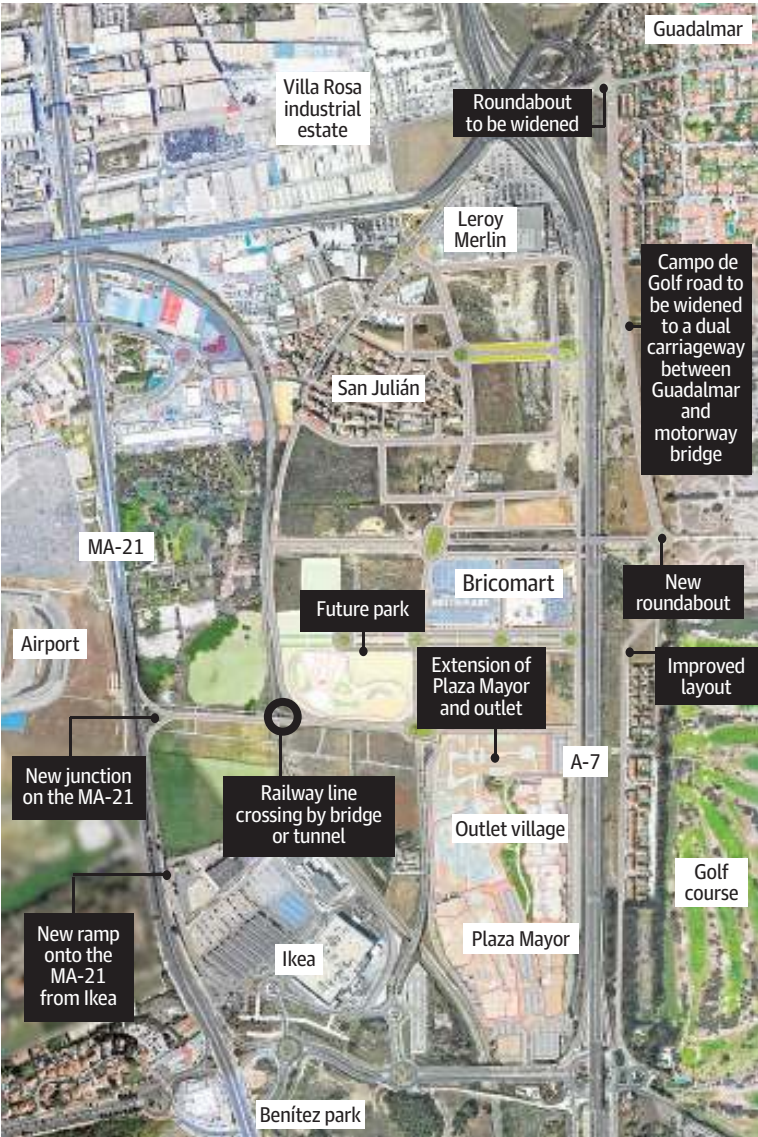 Guadalmar
Villa Rosa
industrial
estate
Roundabout
to be widened
Leroy
Merlin
Campo de
Golf road to
be widened
to a dual
carriageway
between
Guadalmar
and
motorway
bridge
San Julián
MA-21
Bricomart
New
roundabout
Future park
Airport
Extension of
Plaza Mayor
and outlet
Improved
layout
New junction
on the MA-21
Railway line
crossing by bridge
or tunnel
A-7
Outlet village
Golf
course
New ramp
onto the
MA-21
from Ikea
Ikea
Plaza Mayor
Benítez park